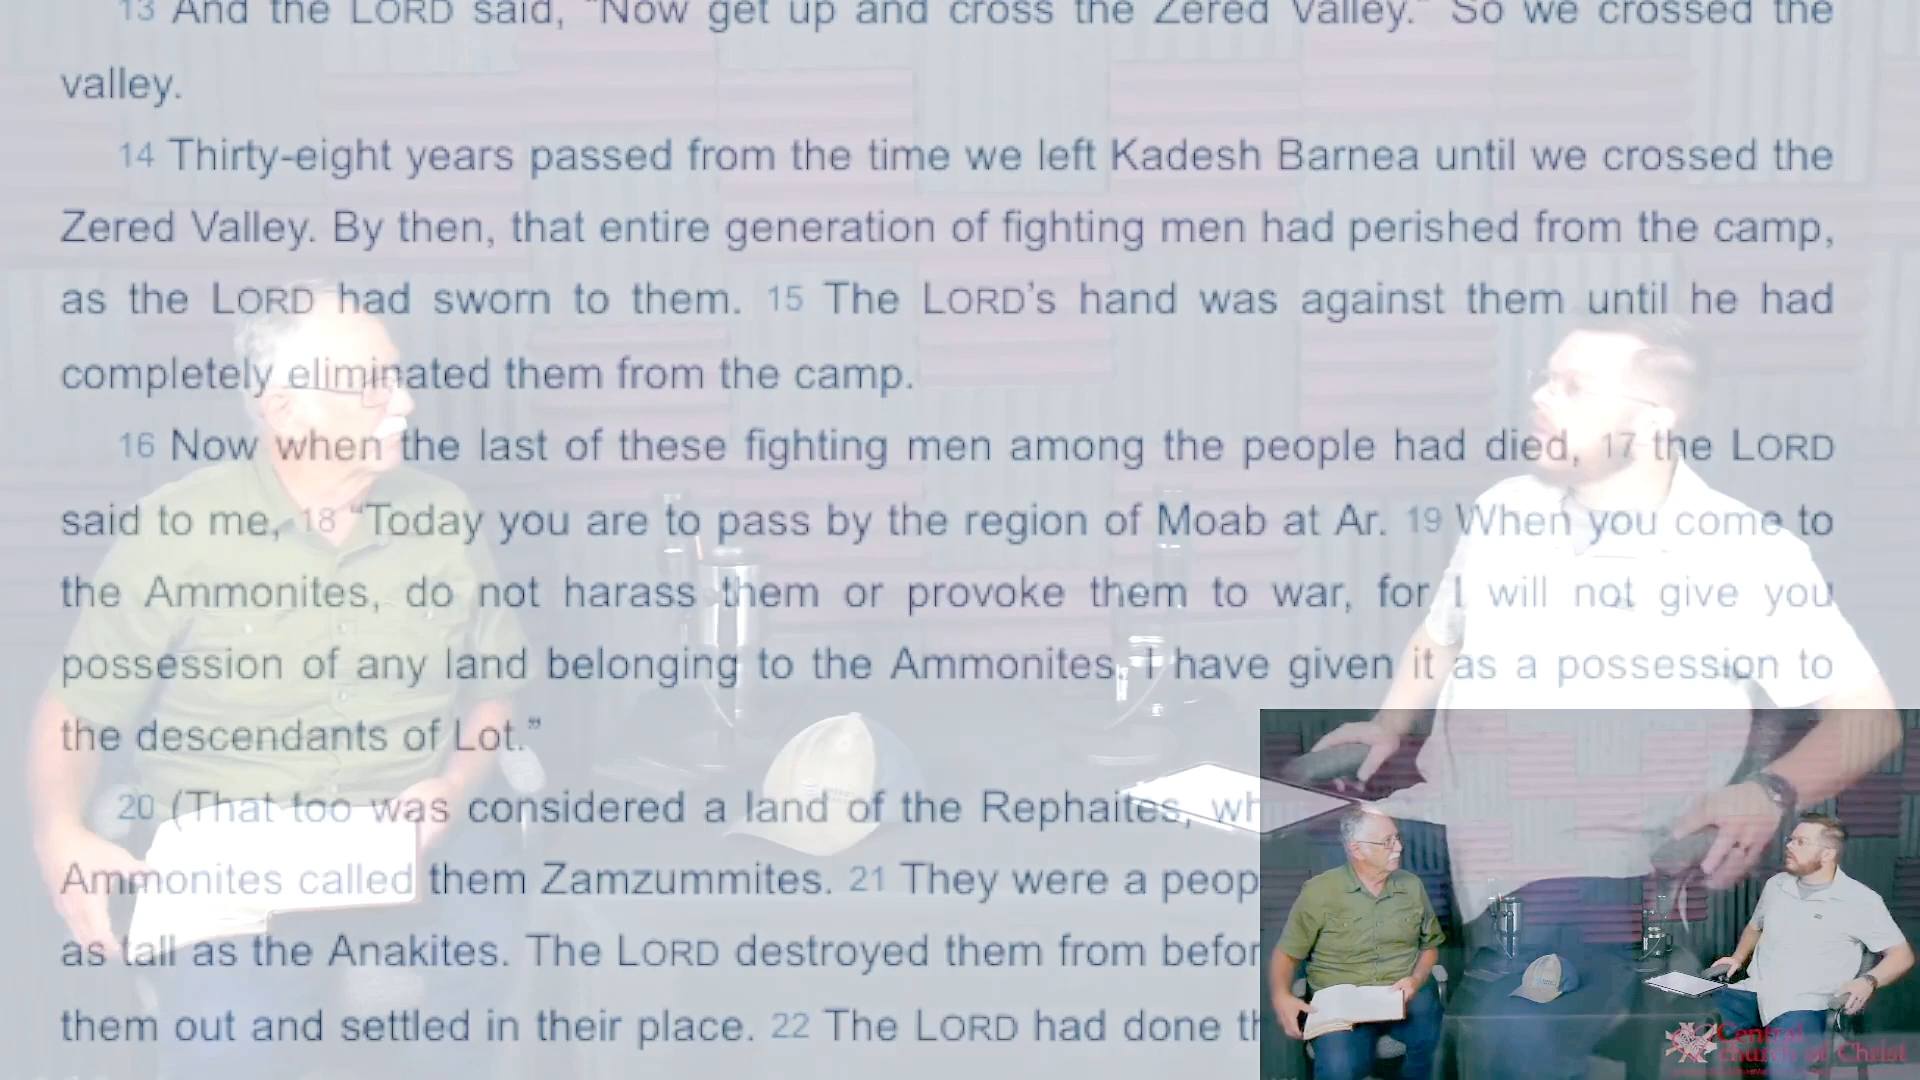 13 And the LORD said, “Now get up and cross the Zered Valley.” So we crossed the
valley.
14 Thirty-eight years passed from the time we left Kadesh Barnea until we crossed the
Zered Valley. By then, that entire generation of fighting men had perished from the camp,
as the LORD had sworn to them. 15 The LORD’s hand was against them until he had
completely eliminated them from the camp.
16 Now when the last of these fighting men among the people had died, 17 the LORD
said to me, 18 “Today you are to pass by the region of Moab at Ar. 19 When you come to
the Ammonites, do not harass them or provoke them to war, for I will not give you
possession of any land belonging to the Ammonites. I have given it as a possession to
the descendants of Lot.”
20 (That too was considered a land of the Rephaites, wh
Ammonites called them Zamzummites. 21 They were a peop
as tall as the Anakites. The LORD destroyed them from befor
them out and settled in their place. 22 The LORD had done th
Central
church of Christ